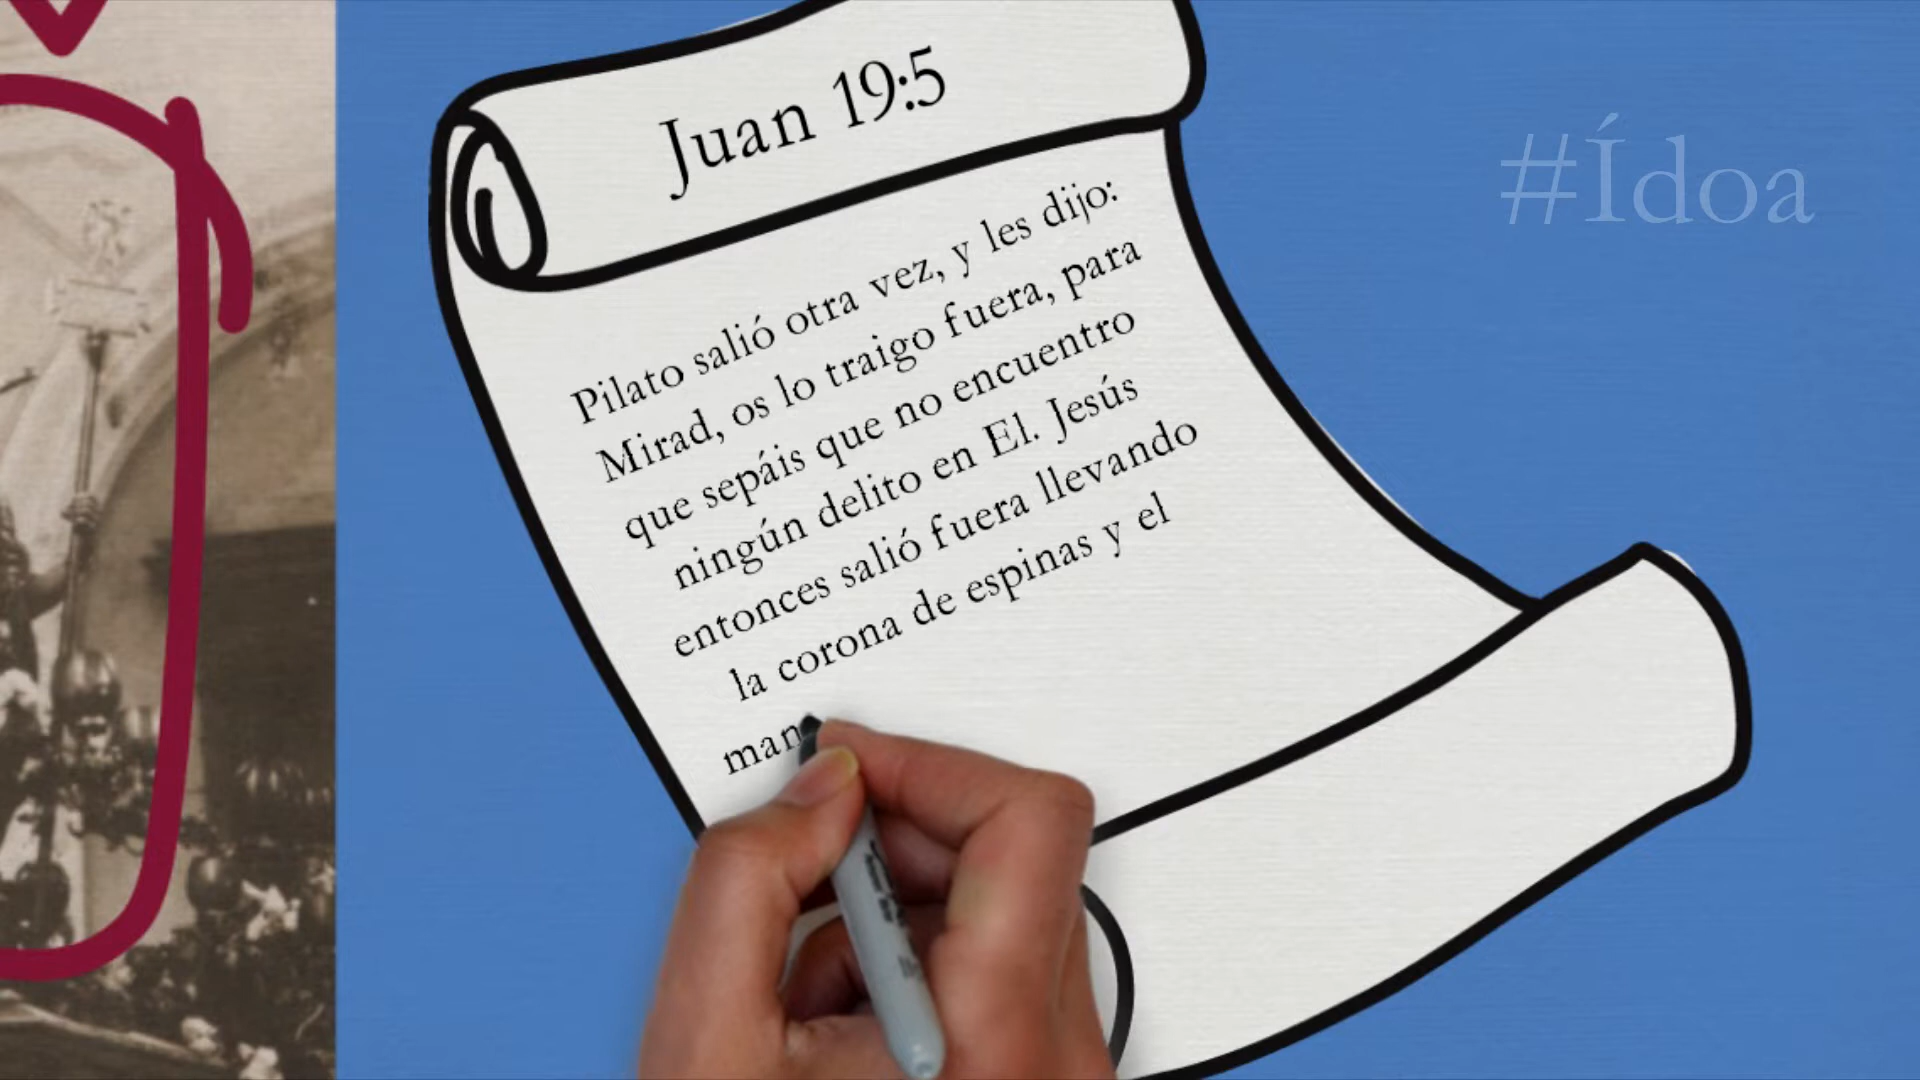 Juan 19:5
Pilato salió otra vez, y les dijo:
Mirad, os lo traigo fuera, para
que sepáis que no encuentro
ningún delito en El. Jesús
entonces salió fuera llevando
la corona de espinas y el
man
#Ídoa